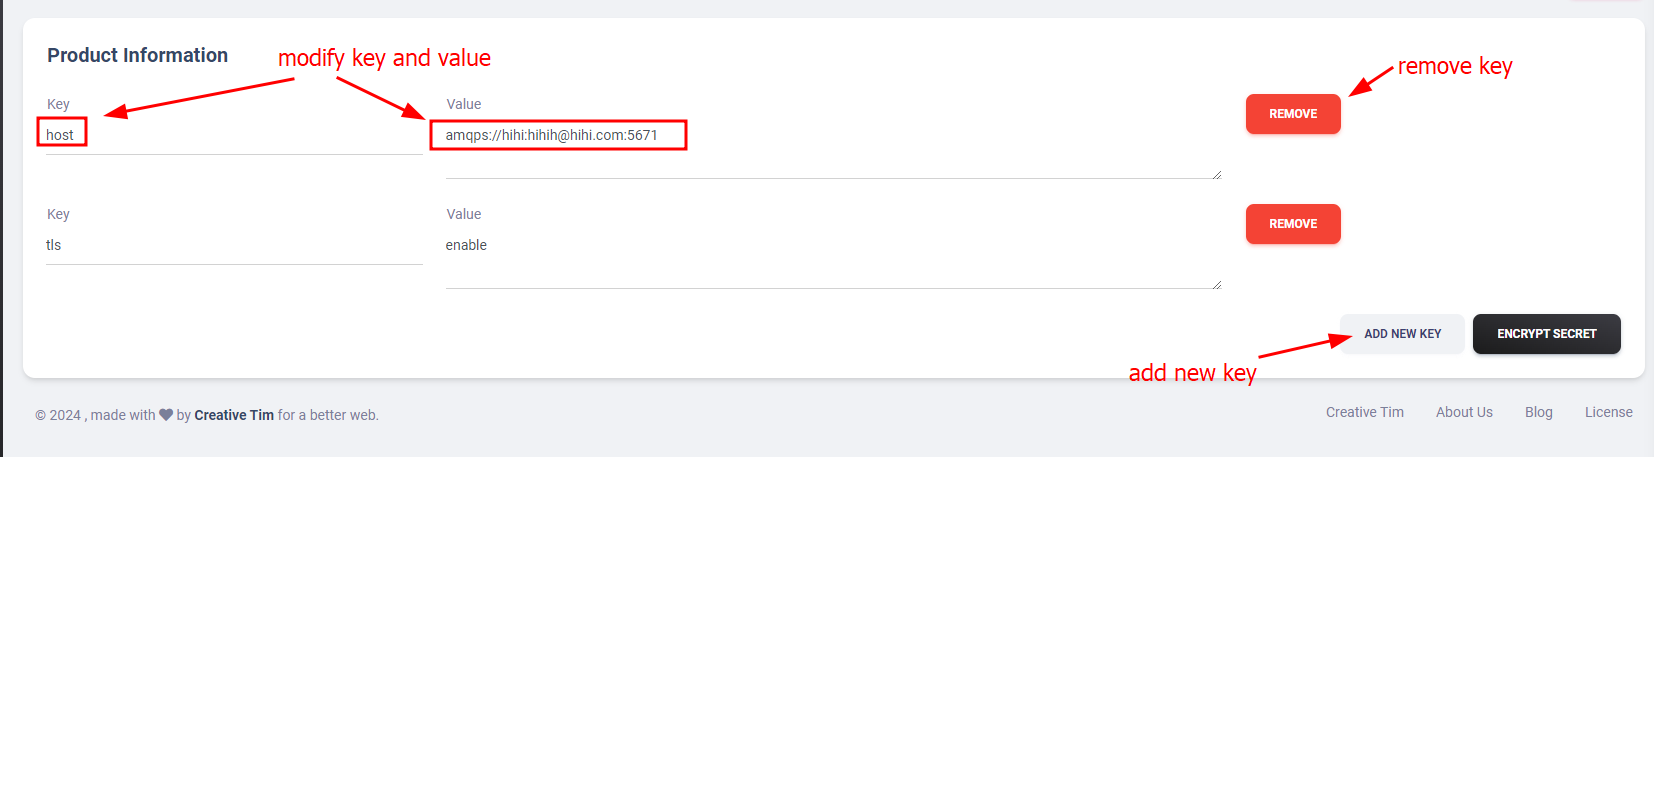 Product Information
modify key and value
remove key
Key
Value
REMOVE
host
amqps://hihi:hihih@hihi.com:5671
Key
Value
REMOVE
tls
enable
ADD NEW KEY
ENCRYPT SECRET
add new key
© 2024 , made with by Creative Tim for a better web.
Creative Tim
About Us
Blog
License